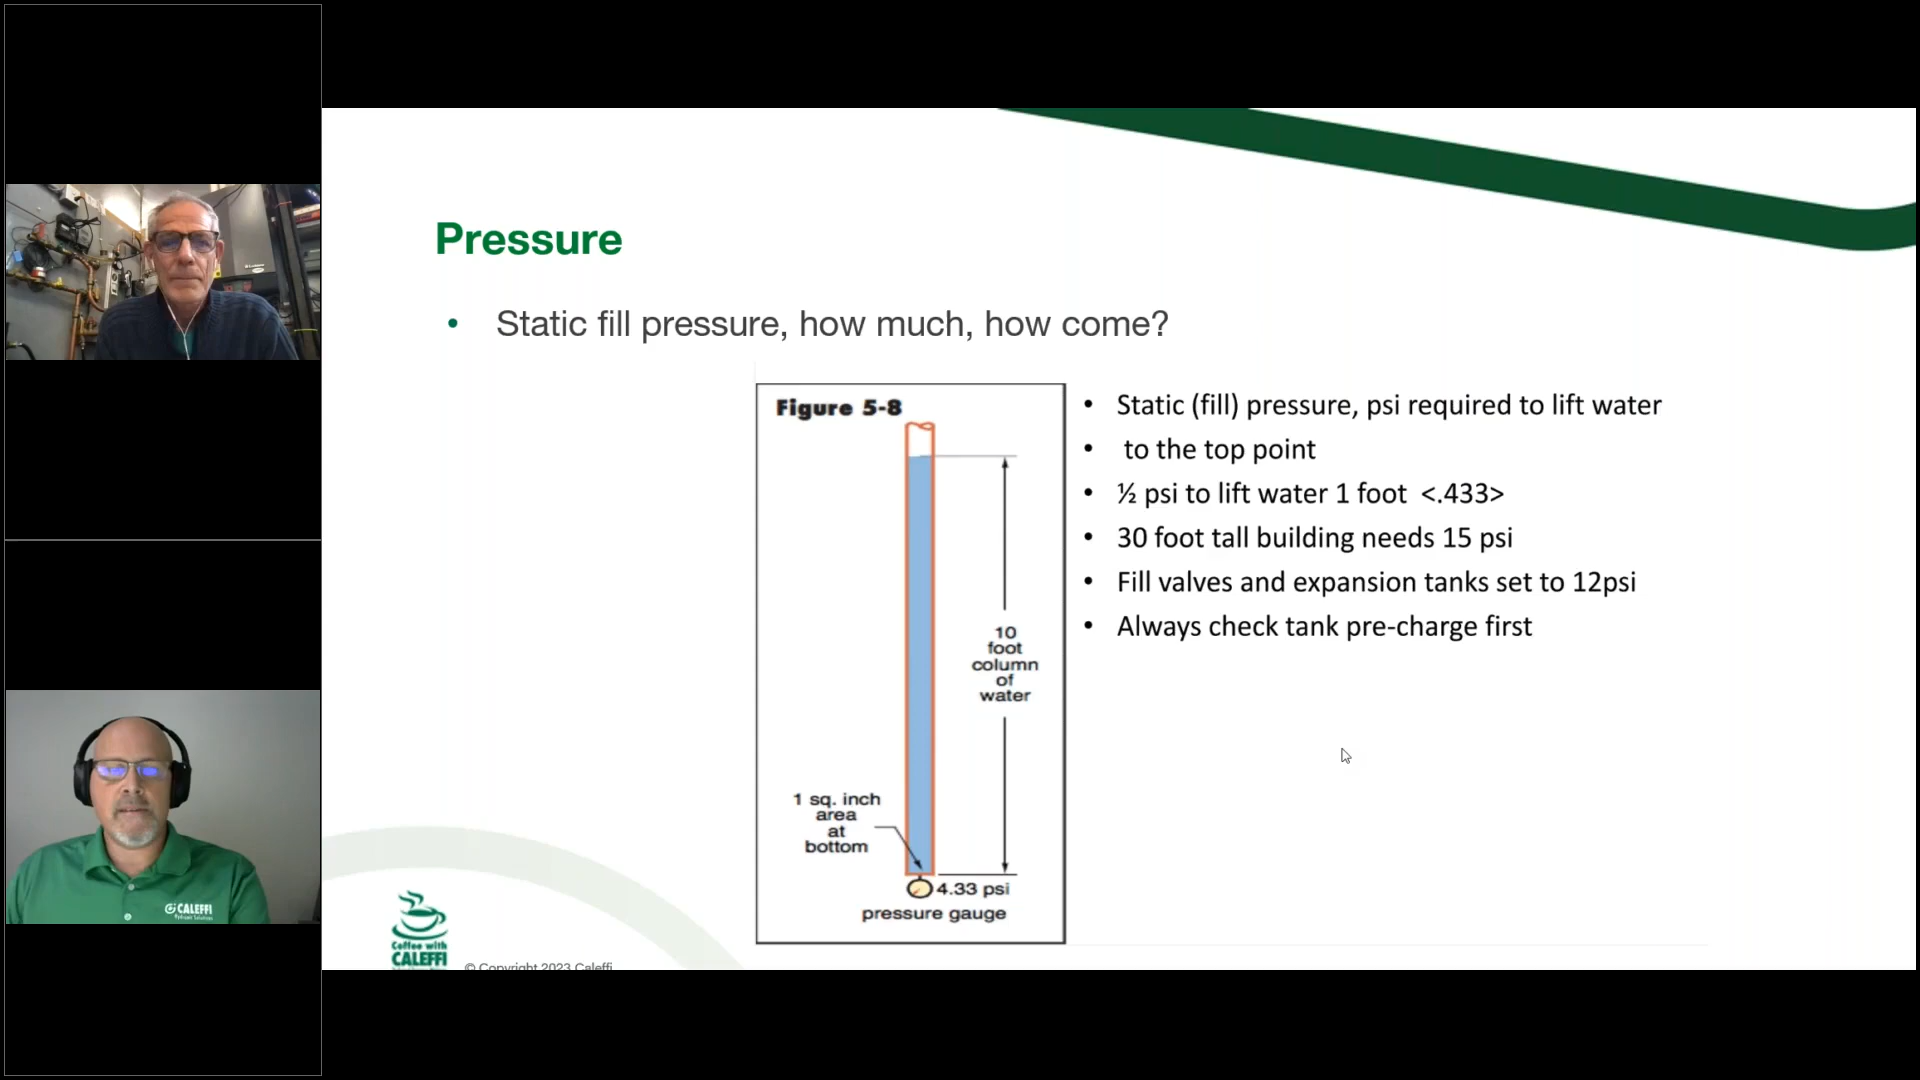 Pressure
• Static fill pressure, how much, how come?
Figure 5-8
10
foot
column
of
water
1 sq. inch
area
at
bottom
4.33 psi
pressure gauge
• Static (fill) pressure, psi required to lift water
• to the top point
• ½ psi to lift water 1 foot <.433>
• 30 foot tall building needs 15 psi
• Fill valves and expansion tanks set to 12psi
• Always check tank pre-charge first
CALEFFI
Coffee with
CALEFFI
© Copyright 2023 Caleffi